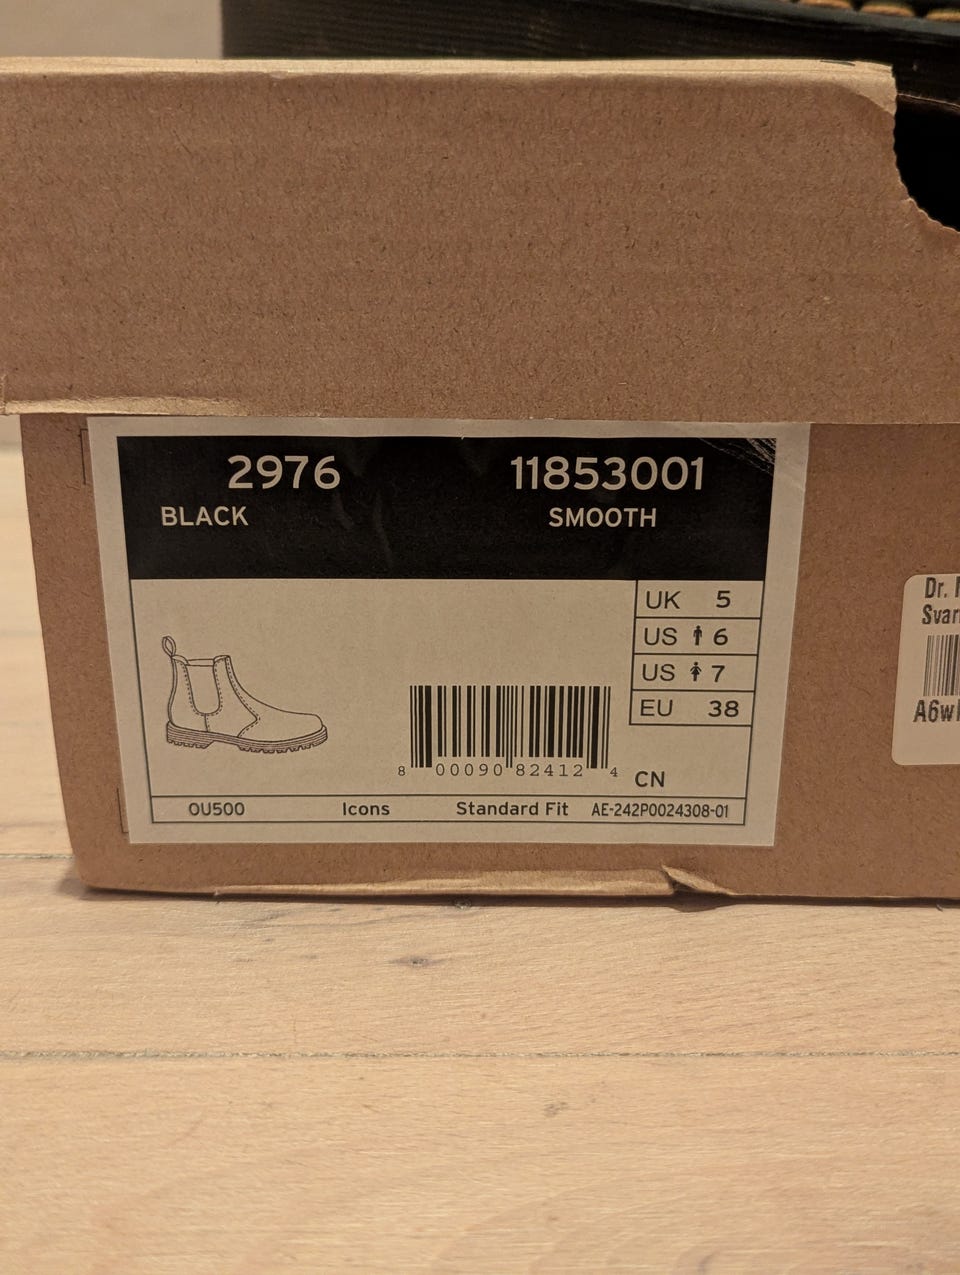 2976 11853001
BLACK SMOOTH
UK 5
US 6
US 7
EU 38
8 00090 82412 4 CN
OU500 Icons Standard Fit AE-242P0024308-01
Dr.